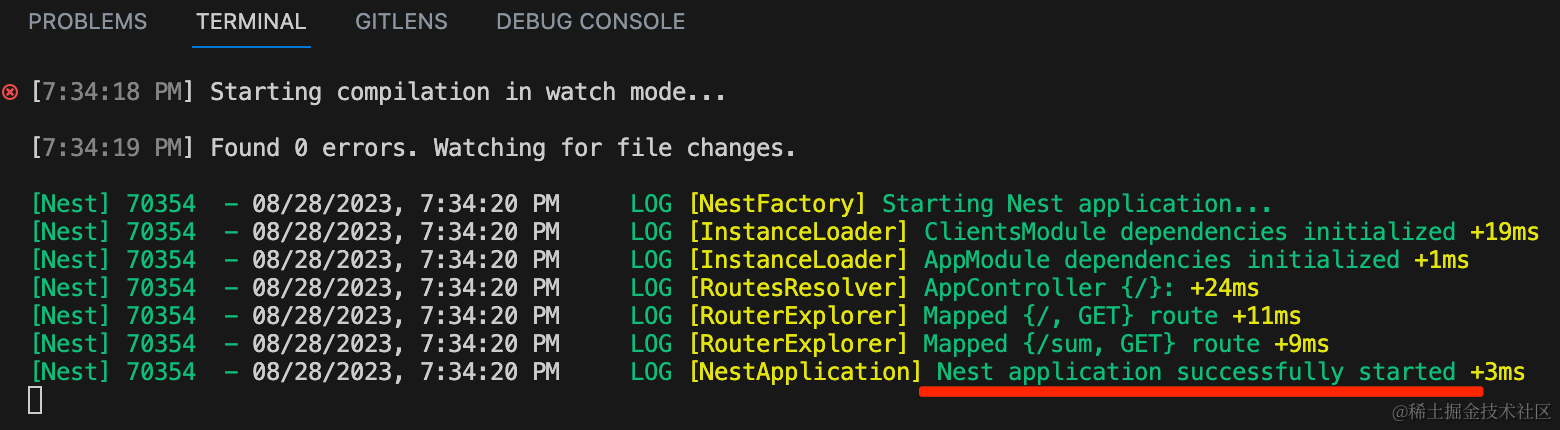 PROBLEMS TERMINAL GITLENS DEBUG CONSOLE
[7:34:18 PM] Starting compilation in watch mode...
[7:34:19 PM] Found 0 errors. Watching for file changes.
[Nest] 70354  - 08/28/2023, 7:34:20 PM     LOG [NestFactory] Starting Nest application...
[Nest] 70354  - 08/28/2023, 7:34:20 PM     LOG [InstanceLoader] ClientsModule dependencies initialized +19ms
[Nest] 70354  - 08/28/2023, 7:34:20 PM     LOG [InstanceLoader] AppModule dependencies initialized +1ms
[Nest] 70354  - 08/28/2023, 7:34:20 PM     LOG [RoutesResolver] AppController {/}: +24ms
[Nest] 70354  - 08/28/2023, 7:34:20 PM     LOG [RouterExplorer] Mapped {/, GET} route +11ms
[Nest] 70354  - 08/28/2023, 7:34:20 PM     LOG [RouterExplorer] Mapped {/sum, GET} route +9ms
[Nest] 70354  - 08/28/2023, 7:34:20 PM     LOG [NestApplication] Nest application successfully started +3ms
@稀土掘金技术社区